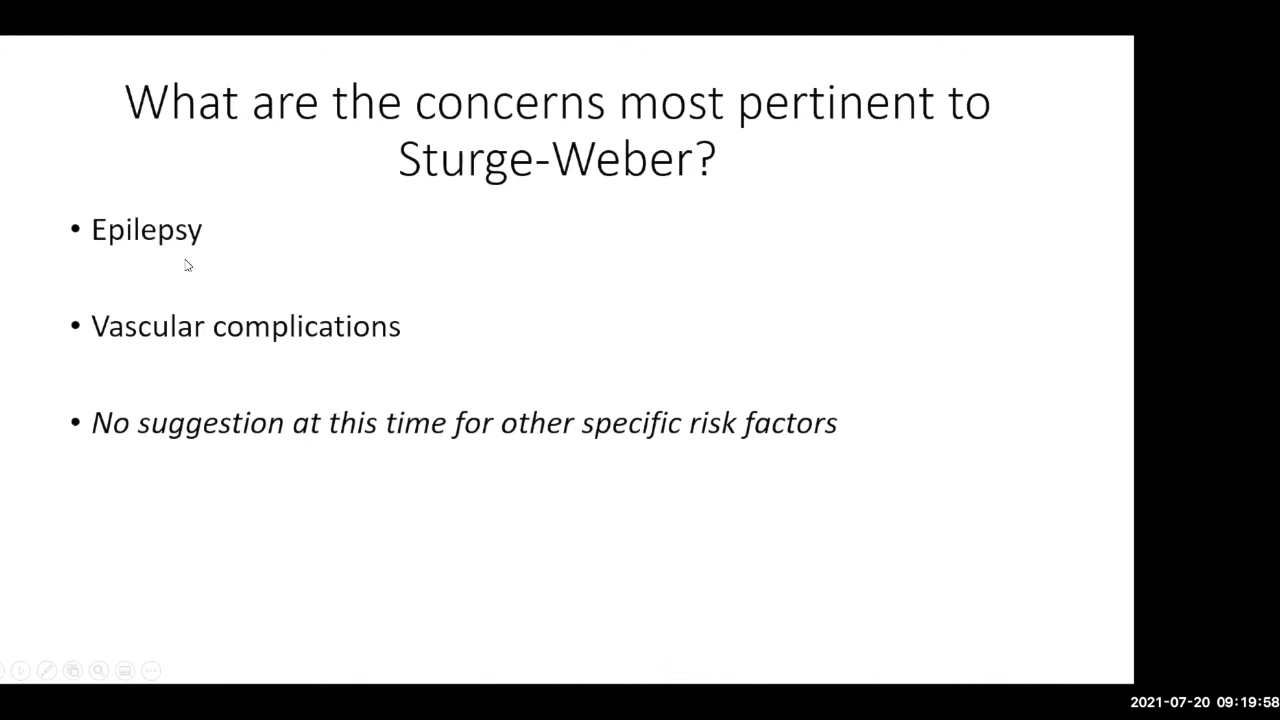 What are the concerns most pertinent to
Sturge-Weber?
• Epilepsy
• Vascular complications
• No suggestion at this time for other specific risk factors
2021-07-20 09:19:58